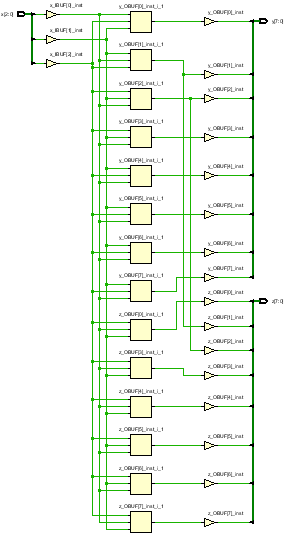 x_IBUF[0]_inst
y_OBUF[0]_inst_i_1
y_OBUF[0]_inst
x[2:0]
y[7:0]
x_IBUF[1]_inst
y_OBUF[1]_inst_i_1
x_IBUF[2]_inst
y_OBUF[1]_inst
y_OBUF[2]_inst_i_1
y_OBUF[2]_inst
y_OBUF[3]_inst_i_1
y_OBUF[3]_inst
y_OBUF[4]_inst_i_1
y_OBUF[4]_inst
y_OBUF[5]_inst_i_1
y_OBUF[5]_inst
y_OBUF[6]_inst_i_1
y_OBUF[6]_inst
y_OBUF[7]_inst_i_1
y_OBUF[7]_inst
z_OBUF[0]_inst
z[7:0]
z_OBUF[0]_inst_i_1
z_OBUF[1]_inst
z_OBUF[2]_inst
z_OBUF[3]_inst_i_1
z_OBUF[3]_inst
z_OBUF[4]_inst_i_1
z_OBUF[4]_inst
z_OBUF[5]_inst_i_1
z_OBUF[5]_inst
z_OBUF[6]_inst_i_1
z_OBUF[6]_inst
z_OBUF[7]_inst_i_1
z_OBUF[7]_inst